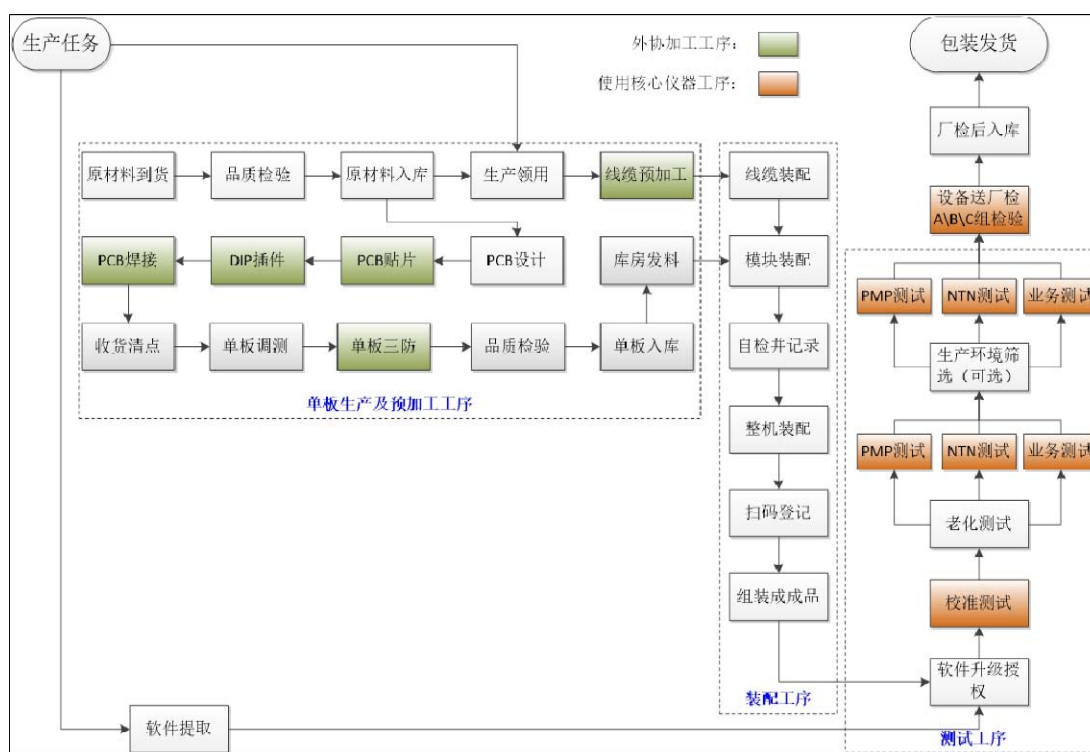 生产任务
外协加工工序：
使用核心仪器工序：
包装发货
厂检后入库
设备送厂检
A\B\C组检验
原材料到货
品质检验
原材料入库
生产领用
线缆预加工
PCB焊接
DIP插件
PCB贴片
PCB设计
库房发料
收货清点
单板调测
单板三防
品质检验
单板入库
单板生产及预加工工序
线缆装配
模块装配
自检并记录
整机装配
扫码登记
组装成成品
装配工序
PMP测试
NTN测试
业务测试
生产环境筛
选（可选）
PMP测试
NTN测试
业务测试
老化测试
校准测试
软件升级授
权
测试工序
软件提取